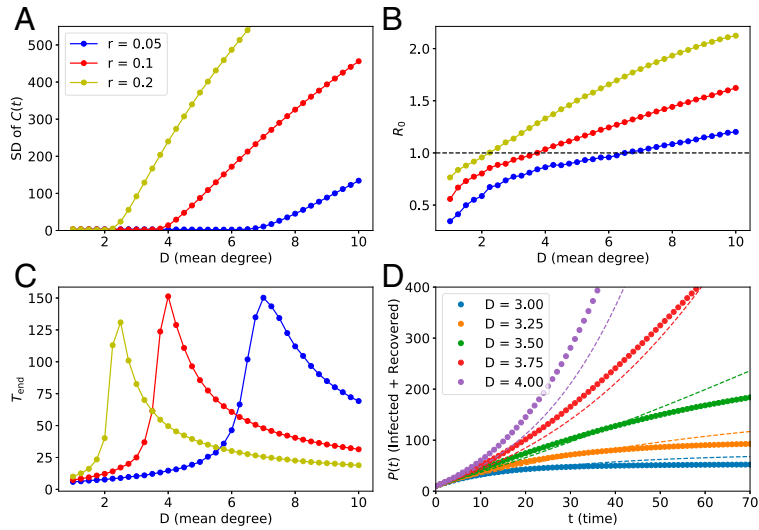 A
SD of C(t)
500
400
300
200
100
0
r = 0.05
r = 0.1
r = 0.2
2 4 6 8 10
D (mean degree)
B
R0
2.0
1.5
1.0
0.5
2 4 6 8 10
D (mean degree)
C
Tend
150
125
100
75
50
25
0
2 4 6 8 10
D (mean degree)
D
P(t) (Infected + Recovered)
400
300
200
100
0
D = 3.00
D = 3.25
D = 3.50
D = 3.75
D = 4.00
0 10 20 30 40 50 60 70
t (time)